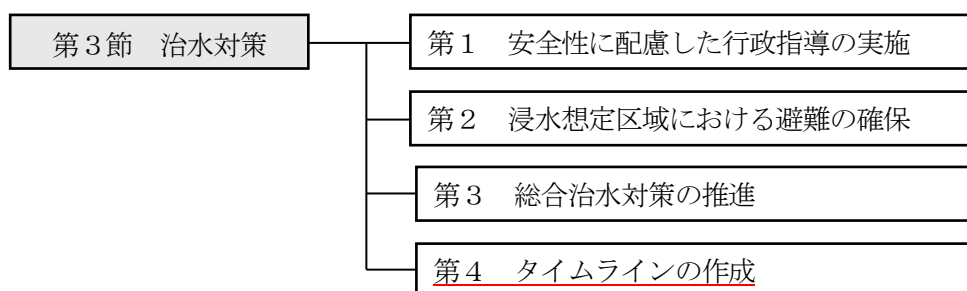 第３節　治水対策
第１　安全性に配慮した行政指導の実施
第２　浸水想定区域における避難の確保
第３　総合治水対策の推進
第４　タイムラインの作成